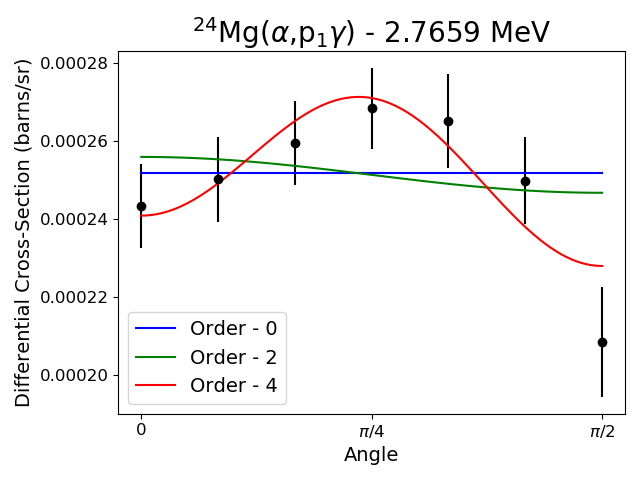 ²⁴Mg(α,p₁γ) - 2.7659 MeV
Differential Cross-Section (barns/sr)
0.00028
0.00026
0.00024
0.00022
0.00020
Order - 0
Order - 2
Order - 4
0 π/4 π/2
Angle